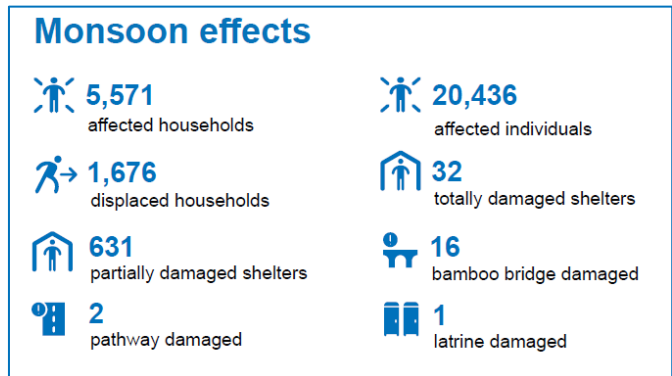 Monsoon effects
5,571
affected households
20,436
affected individuals
1,676
displaced households
32
totally damaged shelters
631
partially damaged shelters
16
bamboo bridge damaged
2
pathway damaged
1
latrine damaged